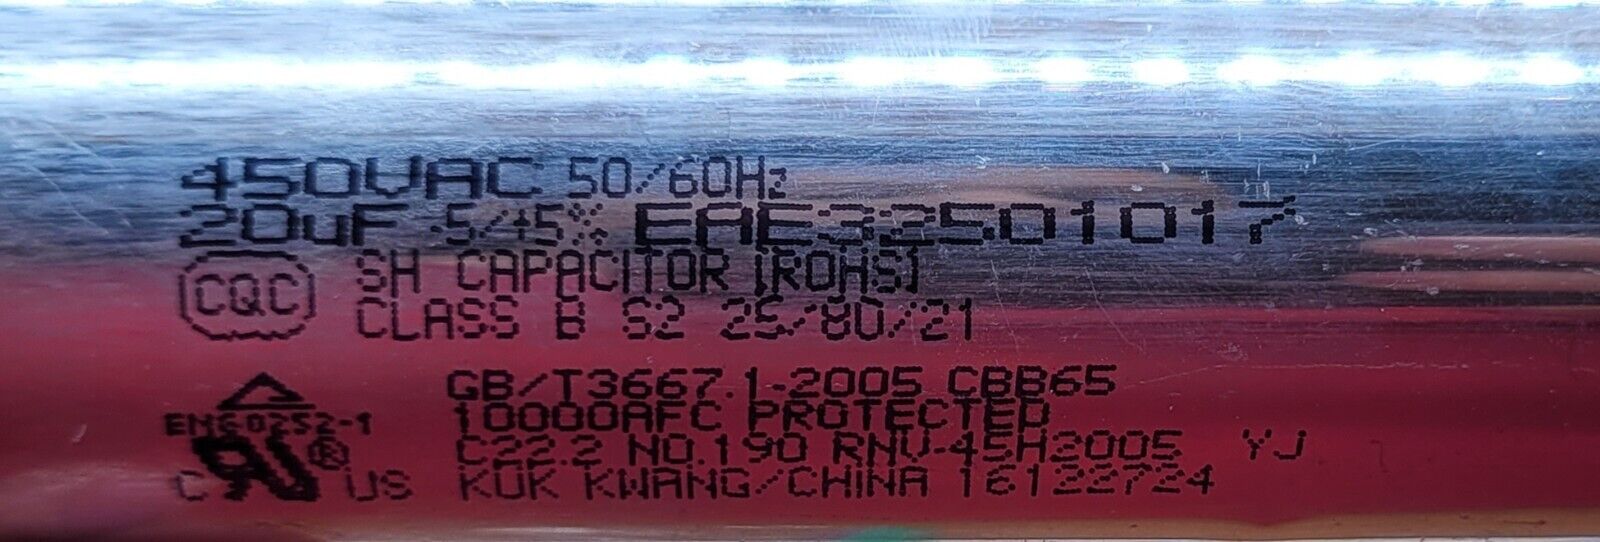 450VAC 50/60Hz
20uF -5/+5% EAE32501017
CQC
SH CAPACITOR [ROHS]
CLASS B S2 25/80/21
EN60252-1
C US ®
GB/T3667.1-2005 CBB65
10000AFC PROTECTED
C22.2 NO.190 RNV-45H2005 YJ
KUK KWANG/CHINA 16122724